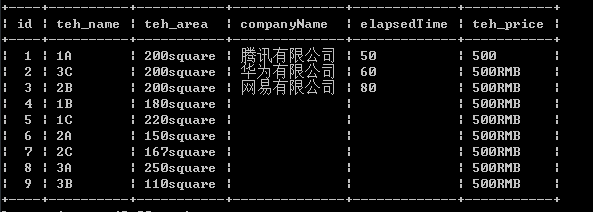 id teh_name teh_area companyName elapsedTime teh_price
1 1A 200square 腾讯有限公司 50 500
2 3C 200square 华为有限公司 60 500RMB
3 2B 200square 网易有限公司 80 500RMB
4 1B 180square 500RMB
5 1C 220square 500RMB
6 2A 150square 500RMB
7 2C 167square 500RMB
8 3A 250square 500RMB
9 3B 110square 500RMB